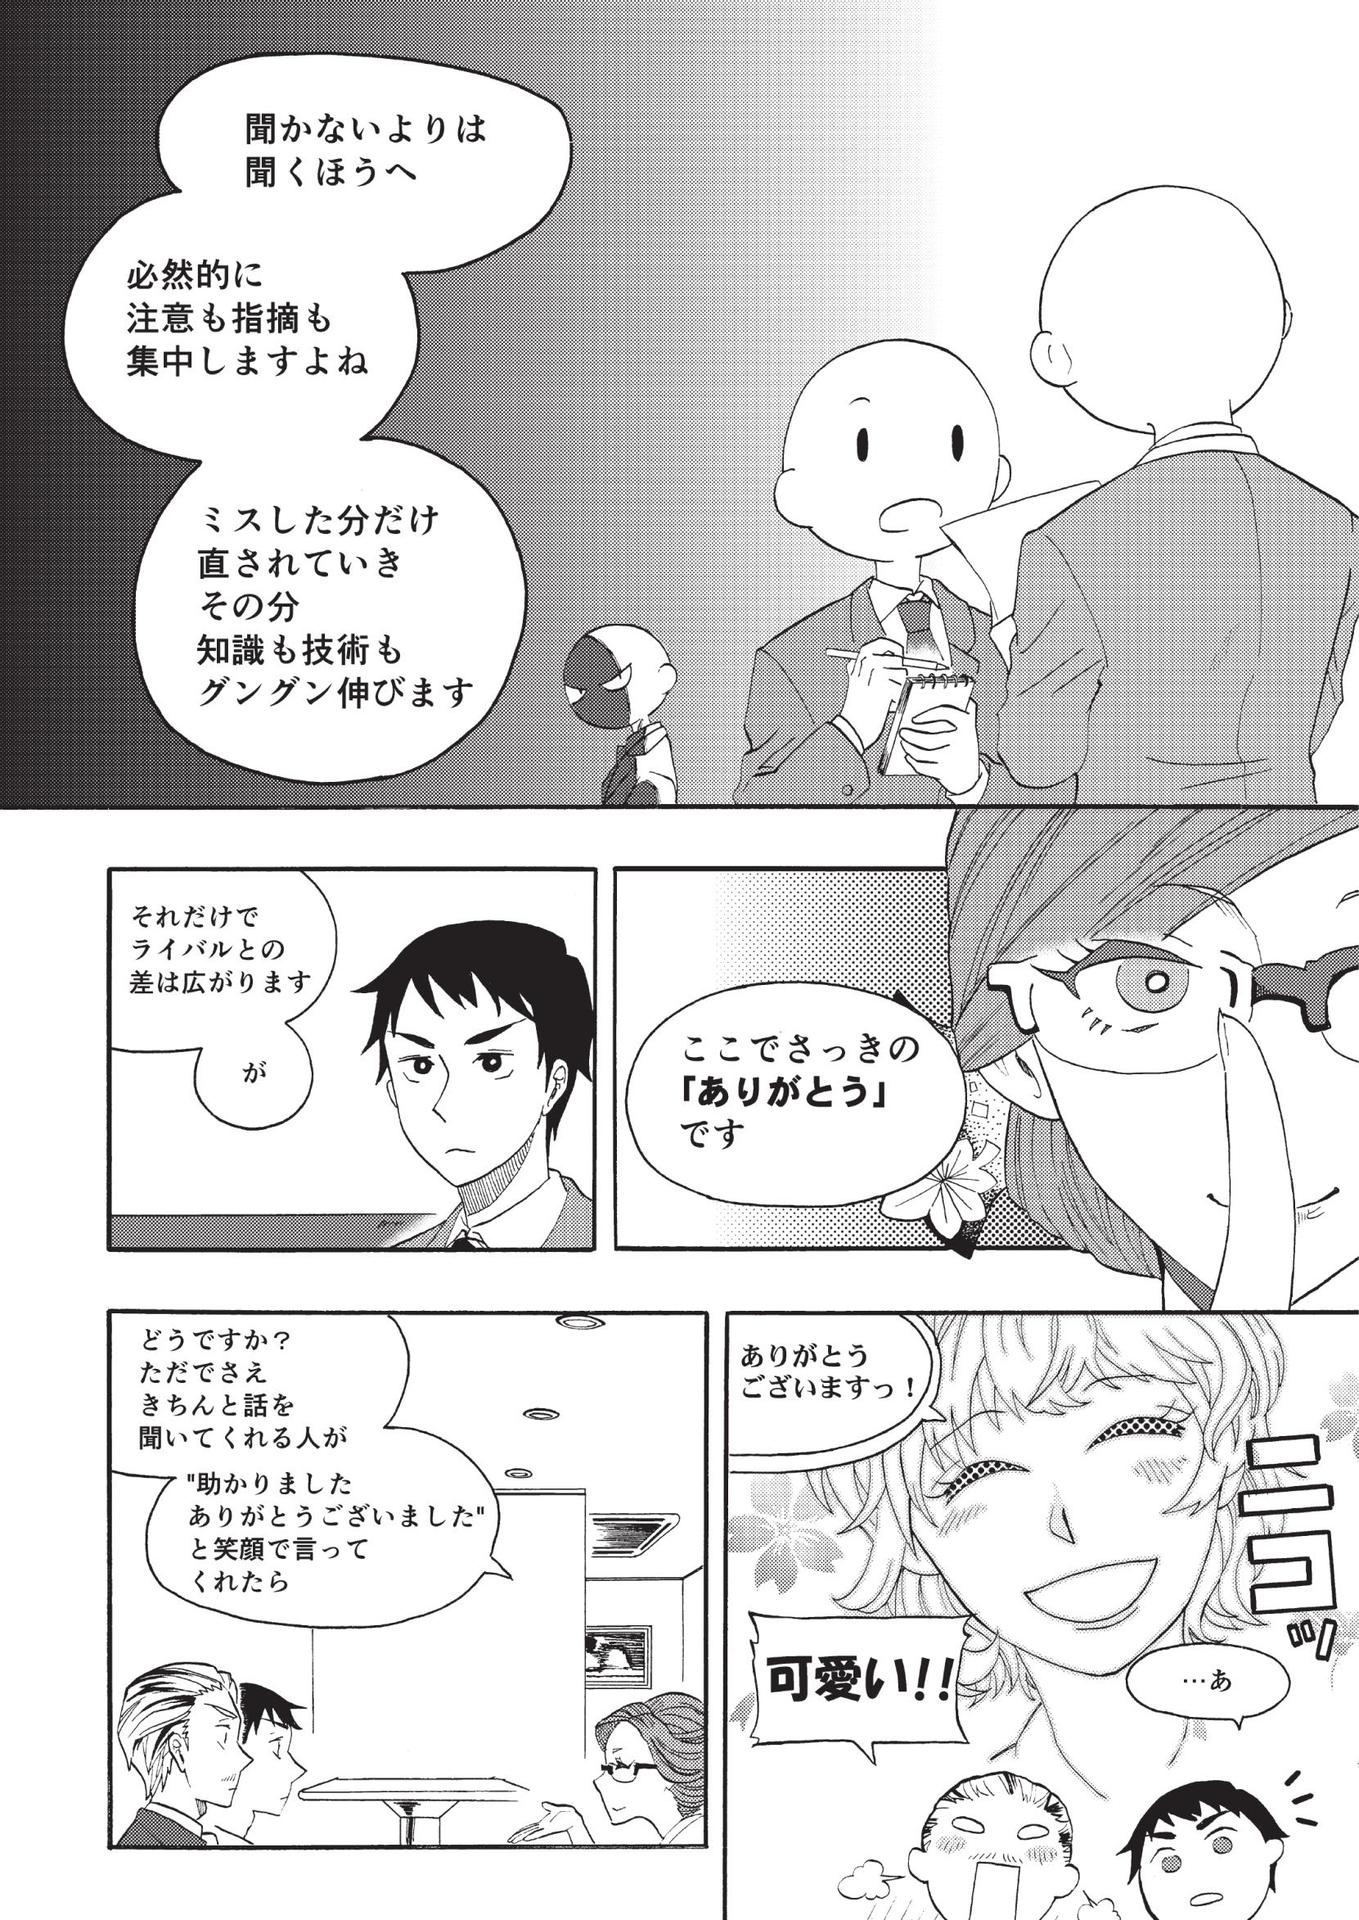 聞かないよりは
聞くほうへ
必然的に
注意も指摘も
集中しますよね
ミスした分だけ
直されていき
その分
知識も技術も
グングン伸びます
それだけで
ライバルとの
差は広がります
が
ここでさっきの
「ありがとう」
です
どうですか？
ただでさえ
きちんと話を
聞いてくれる人が
"助かりました
ありがとうございました"
と笑顔で言って
くれたら
ありがとう
ございますっ！
ニコッ
可愛い!!
…あ